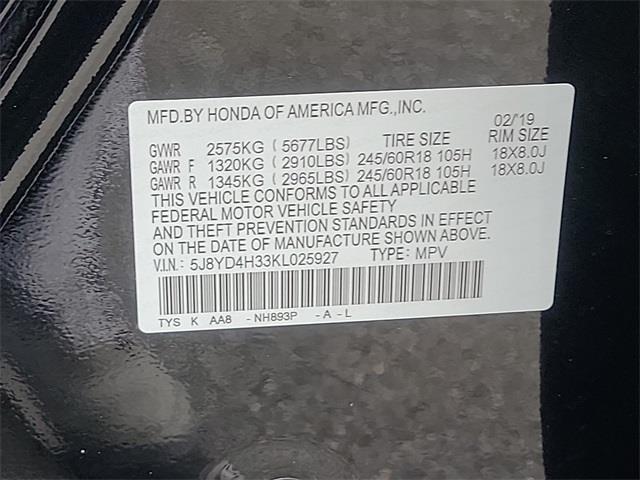 MFD.BY HONDA OF AMERICA MFG.,INC. 02/'19
GVWR 2575KG (5677LBS) TIRE SIZE RIM SIZE
GAWR F 1320KG (2910LBS) 245/60R18 105H 18X8.0J
GAWR R 1345KG (2965LBS) 245/60R18 105H 18X8.0J
THIS VEHICLE CONFORMS TO ALL APPLICABLE
FEDERAL MOTOR VEHICLE SAFETY
AND THEFT PREVENTION STANDARDS IN EFFECT
ON THE DATE OF MANUFACTURE SHOWN ABOVE.
V.I.N.: 5J8YD4H33KL025927 TYPE: MPV
TYS K AA8 -NH893P -A-L